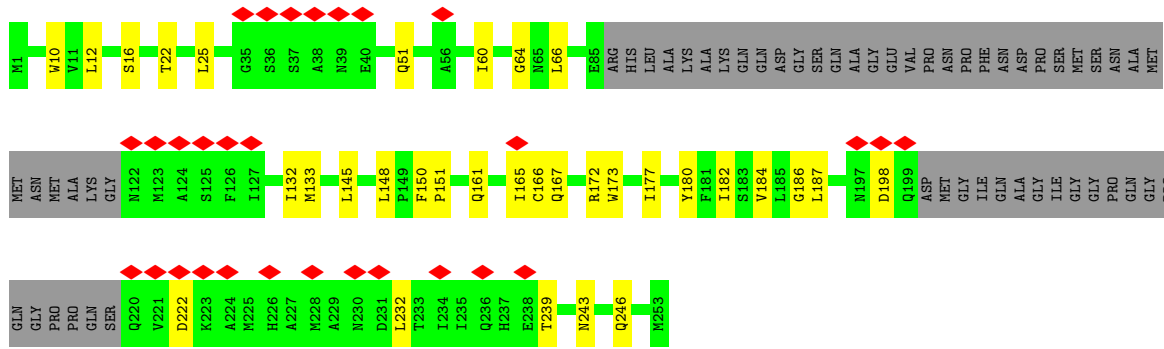 M1 W10 V11 L12 S16 T22 L25 G35 S36 S37 A38 N39 E40 Q51 A56 I60 G64 N65 L66 E85 ARG HIS LEU ALA LYS ALA LYS GLN GLN ASP GLY SER GLN ALA GLY GLU VAL PRO ASN PRO PHE ASN ASP PRO SER MET SER ASN ALA MET
MET ASN MET ALA LYS GLY N122 M123 A124 S125 F126 I127 I132 M133 L145 L148 P149 F150 P151 Q161 I165 C166 Q167 R172 W173 I177 Y180 F181 I182 S183 V184 L185 G186 L187 N197 D198 Q199 ASP MET GLY ILE GLN ALA GLY ILE GLY GLY PRO GLN GLY
GLN GLY PRO PRO GLN SER Q220 V221 D222 K223 A224 M225 H226 A227 M228 A229 N230 D231 L232 T233 I234 I235 Q236 H237 E238 T239 N243 Q246 M253